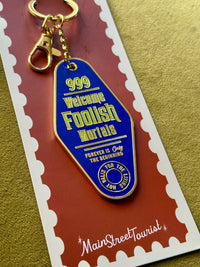 999
Welcome
Foolish
Mortals
FOREVER IS Only
THE BEGINNING
MainStreetTourist